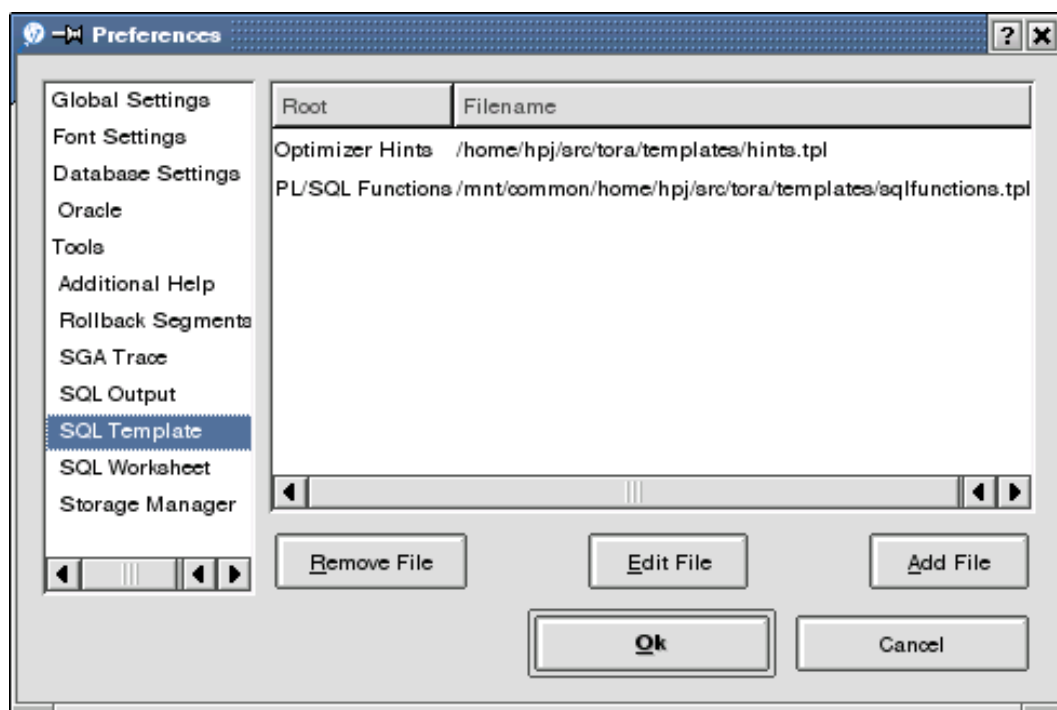 Preferences
Global Settings
Font Settings
Database Settings
Oracle
Tools
Additional Help
Rollback Segments
SGA Trace
SQL Output
SQL Template
SQL Worksheet
Storage Manager
Root Filename
Optimizer Hints /home/hpj/src/tora/templates/hints.tpl
PL/SQL Functions /mnt/common/home/hpj/src/tora/templates/sqlfunctions.tpl
Remove File Edit File Add File
Ok Cancel